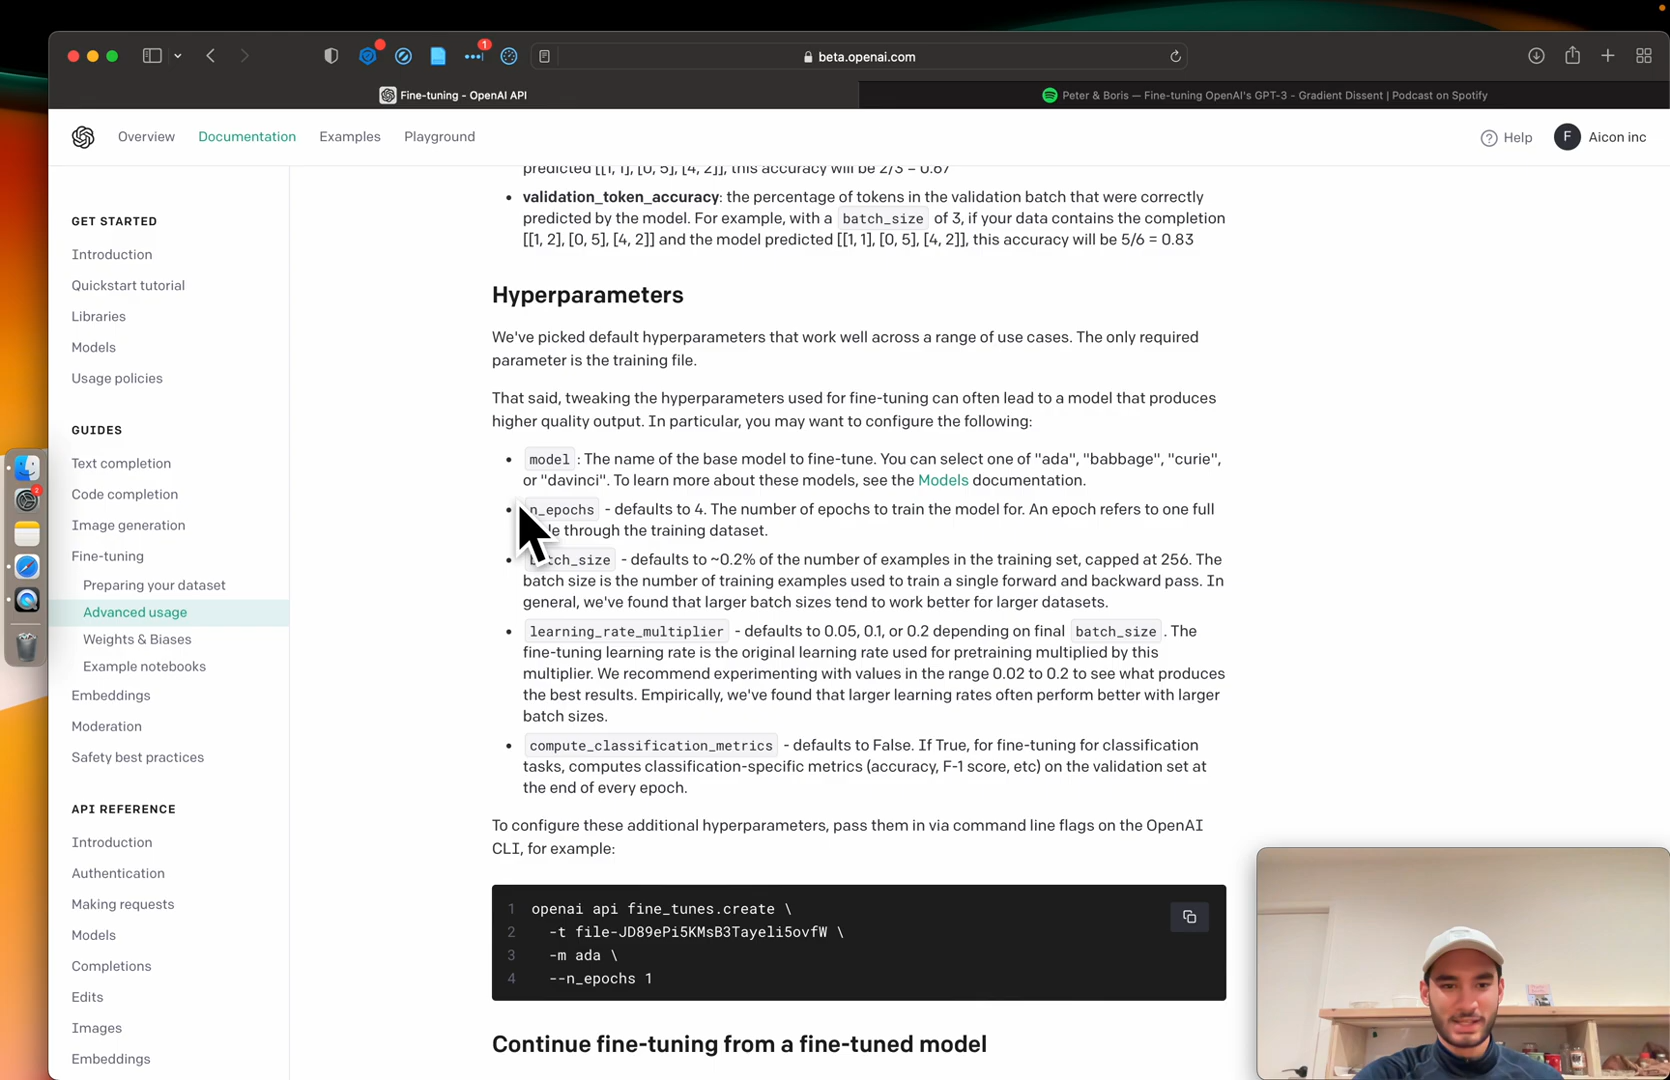 1
beta.openai.com
Fine-tuning - OpenAI API
Peter & Boris — Fine-tuning OpenAI's GPT-3 - Gradient Dissent | Podcast on Spotify
Overview
Documentation
Examples
Playground
? Help
F
Aicon inc
GET STARTED
Introduction
Quickstart tutorial
Libraries
Models
Usage policies
GUIDES
Text completion
Code completion
Image generation
Fine-tuning
Preparing your dataset
Advanced usage
Weights & Biases
Example notebooks
Embeddings
Moderation
Safety best practices
API REFERENCE
Introduction
Authentication
Making requests
Models
Completions
Edits
Images
Embeddings
2
predicted [[1, 1], [0, 5], [4, 2]], this accuracy will be 2/3 = 0.67
• validation_token_accuracy: the percentage of tokens in the validation batch that were correctly
predicted by the model. For example, with a batch_size of 3, if your data contains the completion
[[1, 2], [0, 5], [4, 2]] and the model predicted [[1, 1], [0, 5], [4, 2]], this accuracy will be 5/6 = 0.83
Hyperparameters
We've picked default hyperparameters that work well across a range of use cases. The only required
parameter is the training file.
That said, tweaking the hyperparameters used for fine-tuning can often lead to a model that produces
higher quality output. In particular, you may want to configure the following:
• model: The name of the base model to fine-tune. You can select one of "ada", "babbage", "curie",
or "davinci". To learn more about these models, see the Models documentation.
• n_epochs - defaults to 4. The number of epochs to train the model for. An epoch refers to one full
through the training dataset.
• batch_size - defaults to ~0.2% of the number of examples in the training set, capped at 256. The
batch size is the number of training examples used to train a single forward and backward pass. In
general, we've found that larger batch sizes tend to work better for larger datasets.
• learning_rate_multiplier - defaults to 0.05, 0.1, or 0.2 depending on final batch_size. The
fine-tuning learning rate is the original learning rate used for pretraining multiplied by this
multiplier. We recommend experimenting with values in the range 0.02 to 0.2 to see what produces
the best results. Empirically, we've found that larger learning rates often perform better with larger
batch sizes.
• compute_classification_metrics - defaults to False. If True, for fine-tuning for classification
tasks, computes classification-specific metrics (accuracy, F-1 score, etc) on the validation set at
the end of every epoch.
To configure these additional hyperparameters, pass them in via command line flags on the OpenAI
CLI, for example:
1 openai api fine_tunes.create \
2 -t file-JD89ePi5KMsB3Tayeli5ovfW \
3 -m ada \
4 --n_epochs 1
Continue fine-tuning from a fine-tuned model